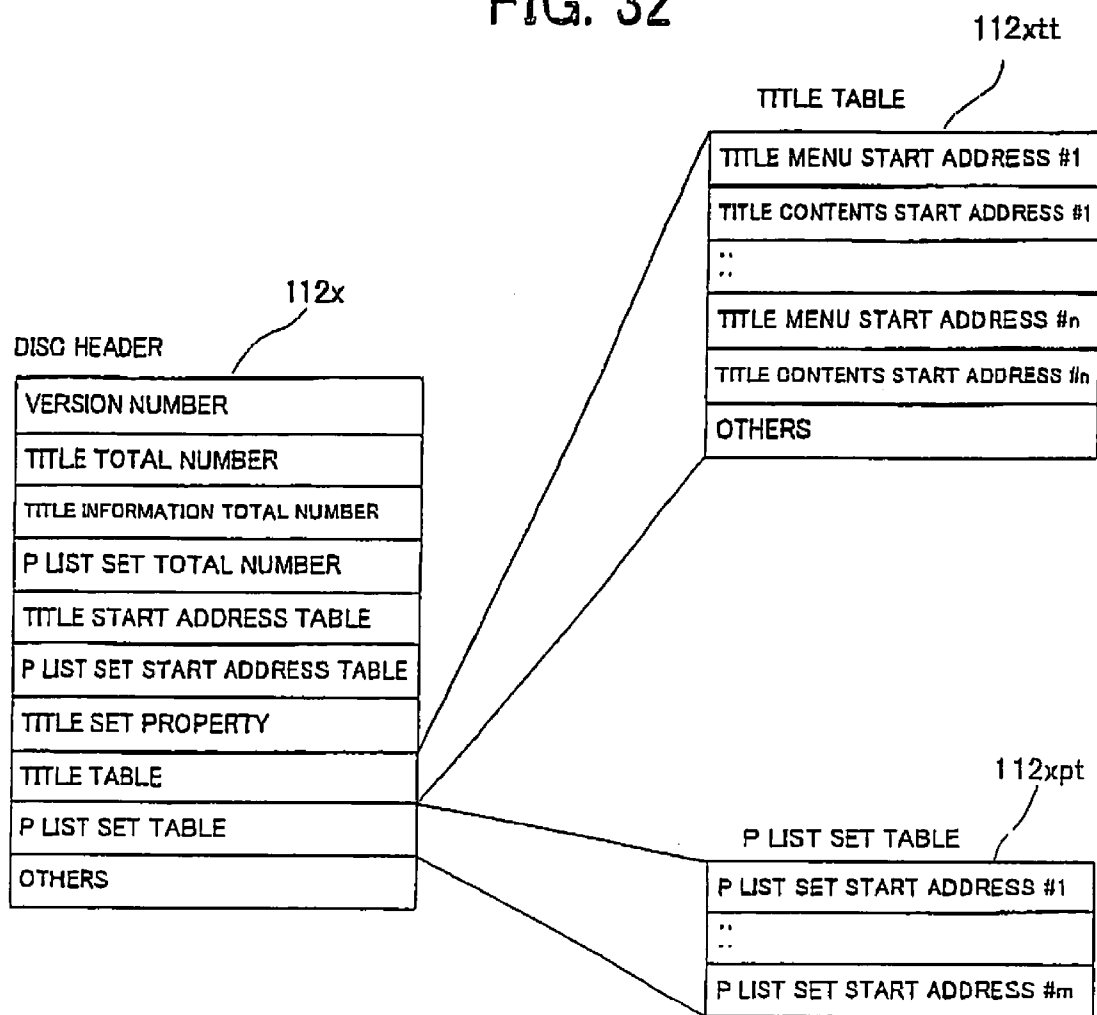 FIG. 32
112xtt
TITLE TABLE
TITLE MENU START ADDRESS #1
TITLE CONTENTS START ADDRESS #1
::
TITLE MENU START ADDRESS #n
TITLE CONTENTS START ADDRESS #n
OTHERS
112x
DISC HEADER
VERSION NUMBER
TITLE TOTAL NUMBER
TITLE INFORMATION TOTAL NUMBER
P LIST SET TOTAL NUMBER
TITLE START ADDRESS TABLE
P LIST SET START ADDRESS TABLE
TITLE SET PROPERTY
TITLE TABLE
P LIST SET TABLE
OTHERS
112xpt
P LIST SET TABLE
P LIST SET START ADDRESS #1
::
P LIST SET START ADDRESS #m